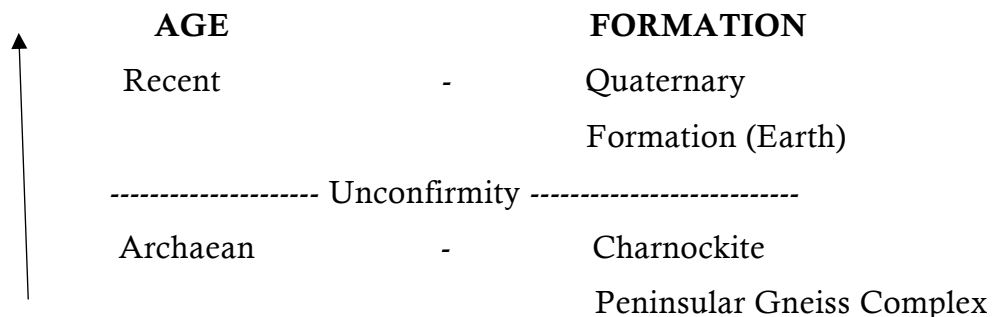 AGE FORMATION
Recent - Quaternary
Formation (Earth)
--------------------- Unconfirmity ---------------------------
Archaean - Charnockite
Peninsular Gneiss Complex